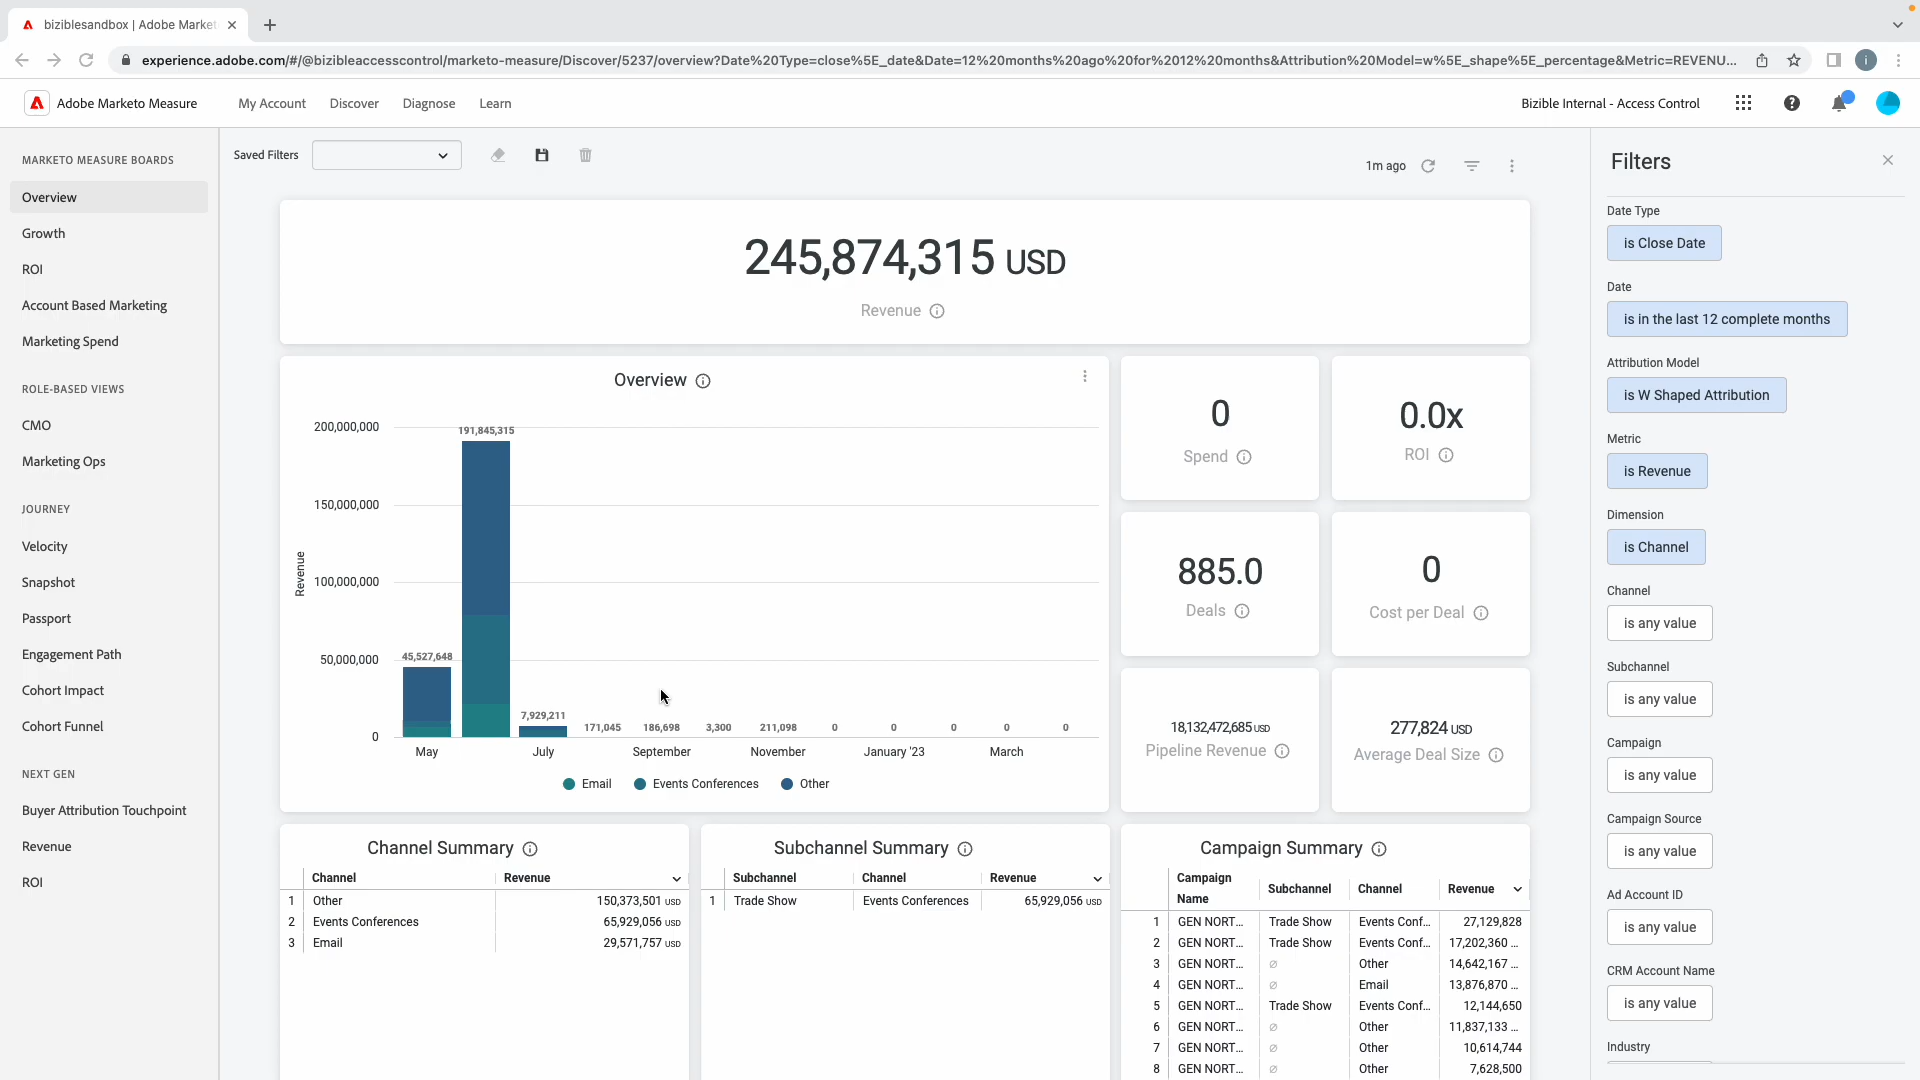 biziblesandbox | Adobe Market
experience.adobe.com/#/@bizibleaccesscontrol/marketo-measure/Discover/5237/overview?Date%20Type=close%5E_date&Date=12%20months%20ago%20for%2012%20months&Attribution%20Model=w%5E_shape%5E_percentage&Metric=REVENU...
i
Adobe Marketo Measure
My Account
Discover
Diagnose
Learn
Bizible Internal - Access Control
MARKETO MEASURE BOARDS
Overview
Growth
ROI
Account Based Marketing
Marketing Spend
ROLE-BASED VIEWS
CMO
Marketing Ops
JOURNEY
Velocity
Snapshot
Passport
Engagement Path
Cohort Impact
Cohort Funnel
NEXT GEN
Buyer Attribution Touchpoint
Revenue
ROI
Saved Filters
1m ago
245,874,315 USD
Revenue
Overview
200,000,000
150,000,000
100,000,000
50,000,000
0
Revenue
45,527,648
191,845,315
7,929,211
171,045
186,698
3,300
211,098
0
0
0
0
0
May
July
September
November
January '23
March
Email
Events Conferences
Other
0
Spend
0.0x
ROI
885.0
Deals
0
Cost per Deal
18,132,472,685 USD
Pipeline Revenue
277,824 USD
Average Deal Size
Channel Summary
Channel Revenue
1 Other 150,373,501 USD
2 Events Conferences 65,929,056 USD
3 Email 29,571,757 USD
Subchannel Summary
Subchannel Channel Revenue
1 Trade Show Events Conferences 65,929,056 USD
Campaign Summary
Campaign Name Subchannel Channel Revenue
1 GEN NORT... Trade Show Events Conf... 27,129,828
2 GEN NORT... Trade Show Events Conf... 17,202,360 ...
3 GEN NORT... ∅ Other 14,642,167 ...
4 GEN NORT... ∅ Email 13,876,870 ...
5 GEN NORT... Trade Show Events Conf... 12,144,650
6 GEN NORT... ∅ Other 11,837,133 ...
7 GEN NORT... ∅ Other 10,614,744
8 GEN NORT... ∅ Other 7,628,500
Filters
Date Type
is Close Date
Date
is in the last 12 complete months
Attribution Model
is W Shaped Attribution
Metric
is Revenue
Dimension
is Channel
Channel
is any value
Subchannel
is any value
Campaign
is any value
Campaign Source
is any value
Ad Account ID
is any value
CRM Account Name
is any value
Industry